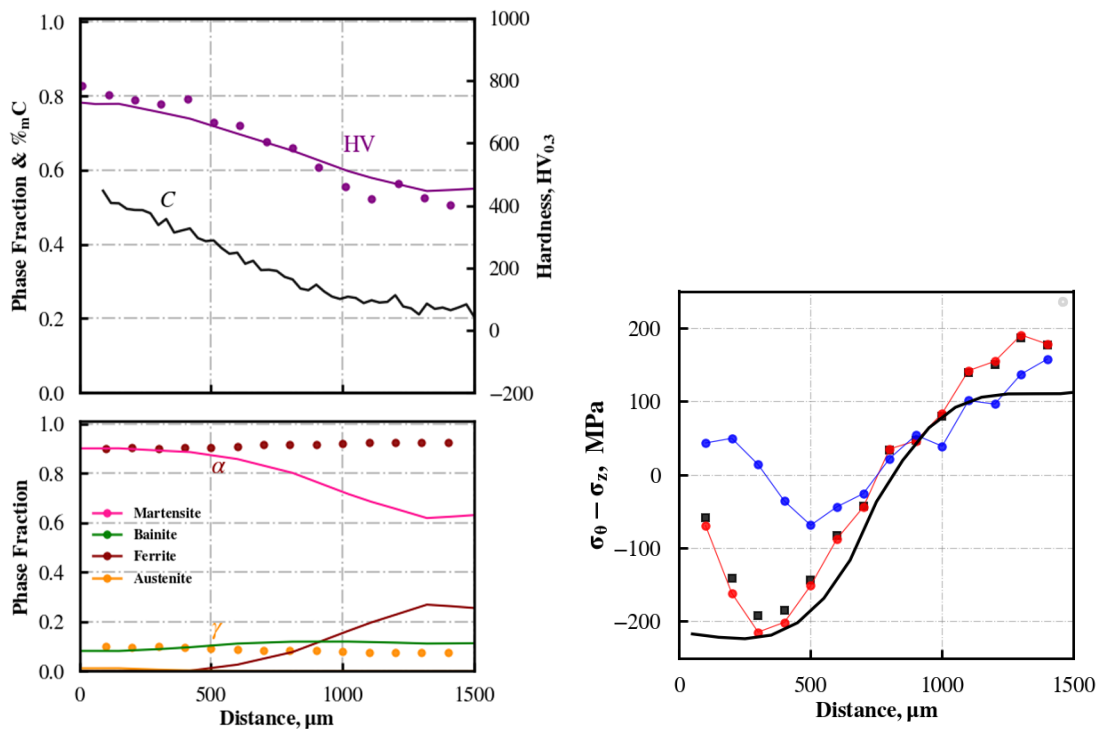 1.0
0.8
0.6
0.4
0.2
0.0
Phase Fraction & %mC
1000
800
600
400
200
0
−200
Hardness, HV0.3
HV
C
1.0
0.8
0.6
0.4
0.2
0.0
Phase Fraction
α
γ
Martensite
Bainite
Ferrite
Austenite
0 500 1000 1500
Distance, μm
200
100
0
−100
−200
σθ − σz, MPa
0 500 1000 1500
Distance, μm